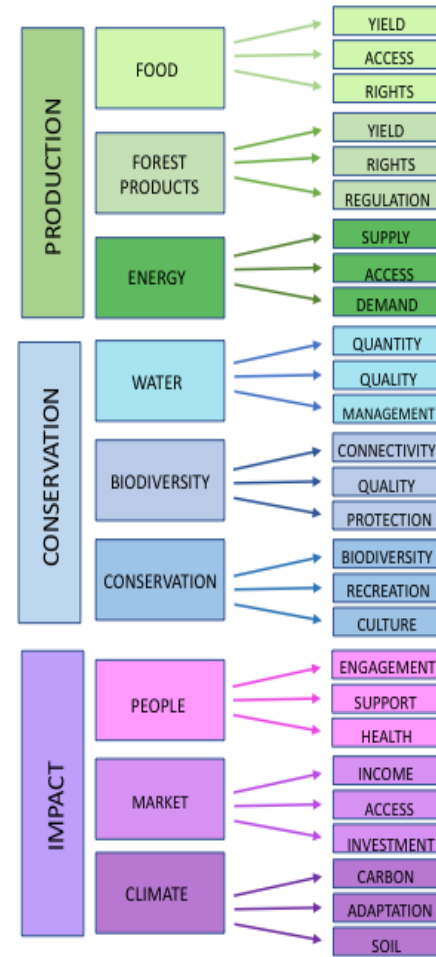 PRODUCTION
FOOD
YIELD
ACCESS
RIGHTS
FOREST
PRODUCTS
YIELD
RIGHTS
REGULATION
ENERGY
SUPPLY
ACCESS
DEMAND
CONSERVATION
WATER
QUANTITY
QUALITY
MANAGEMENT
BIODIVERSITY
CONNECTIVITY
QUALITY
PROTECTION
CONSERVATION
BIODIVERSITY
RECREATION
CULTURE
IMPACT
PEOPLE
ENGAGEMENT
SUPPORT
HEALTH
MARKET
INCOME
ACCESS
INVESTMENT
CLIMATE
CARBON
ADAPTATION
SOIL